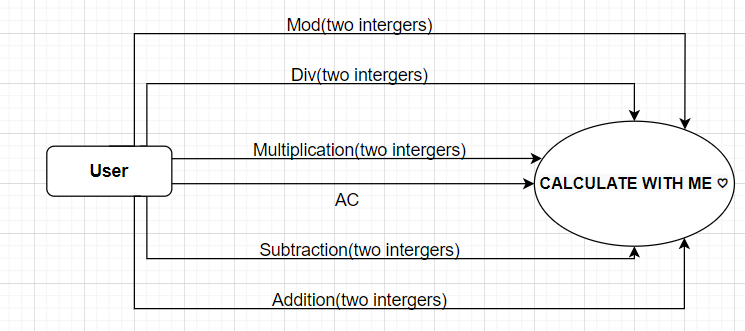 Mod(two intergers)
Div(two intergers)
Multiplication(two intergers)
User
CALCULATE WITH ME ♡
AC
Subtraction(two intergers)
Addition(two intergers)